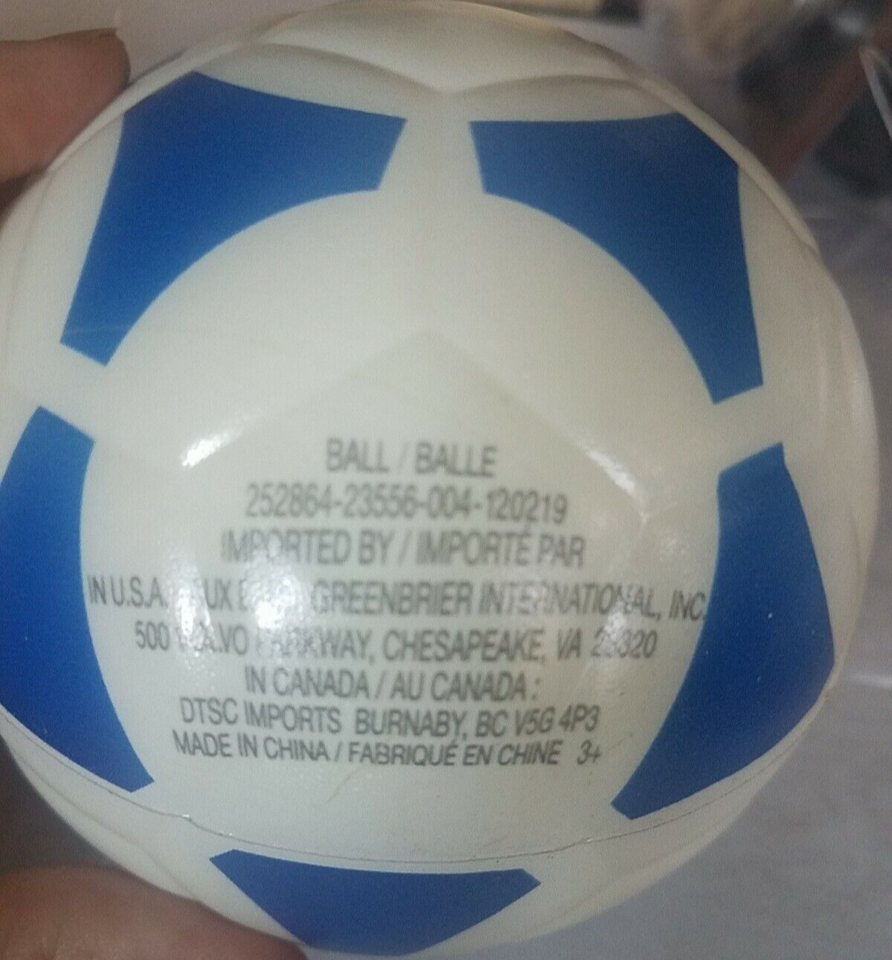 BALL / BALLE
252864-23556-004-120219
IMPORTED BY / IMPORTÉ PAR
IN U.S.A. GREENBRIER INTERNATIONAL, INC.
500 PARKWAY, CHESAPEAKE, VA
IN CANADA / AU CANADA :
DTSC IMPORTS BURNABY, BC V5G 4P3
MADE IN CHINA / FABRIQUÉ EN CHINE 3+